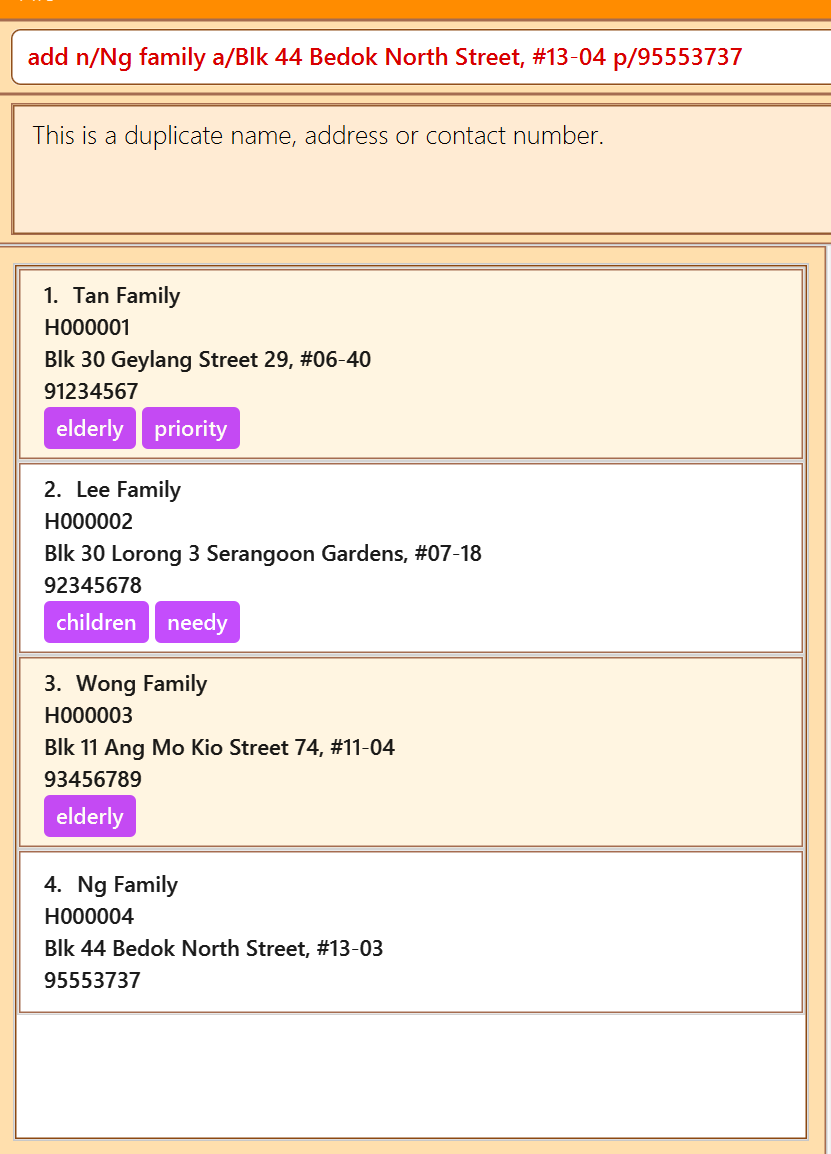 add n/Ng family a/Blk 44 Bedok North Street, #13-04 p/95553737
This is a duplicate name, address or contact number.
1. Tan Family
H000001
Blk 30 Geylang Street 29, #06-40
91234567
elderly priority
2. Lee Family
H000002
Blk 30 Lorong 3 Serangoon Gardens, #07-18
92345678
children needy
3. Wong Family
H000003
Blk 11 Ang Mo Kio Street 74, #11-04
93456789
elderly
4. Ng Family
H000004
Blk 44 Bedok North Street, #13-03
95553737